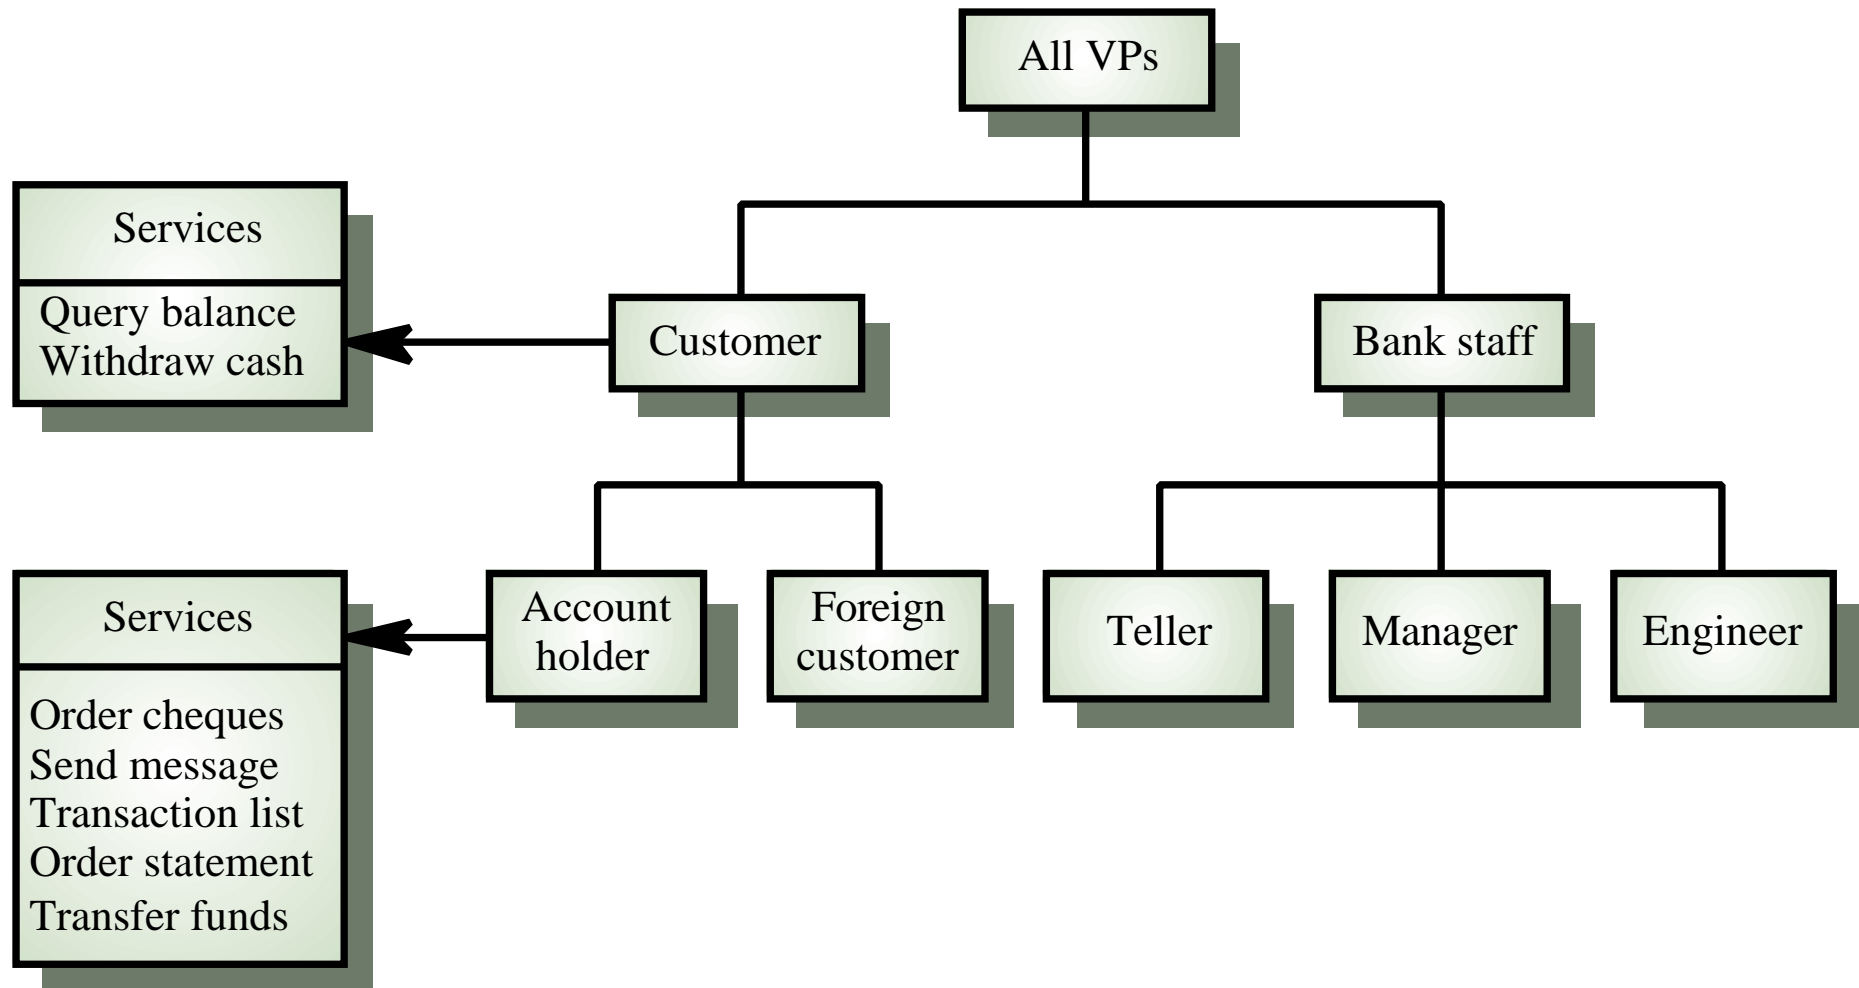 All VPs
Services
Query balance
Withdraw cash
Customer
Bank staff
Services
Order cheques
Send message
Transaction list
Order statement
Transfer funds
Account
holder
Foreign
customer
Teller
Manager
Engineer